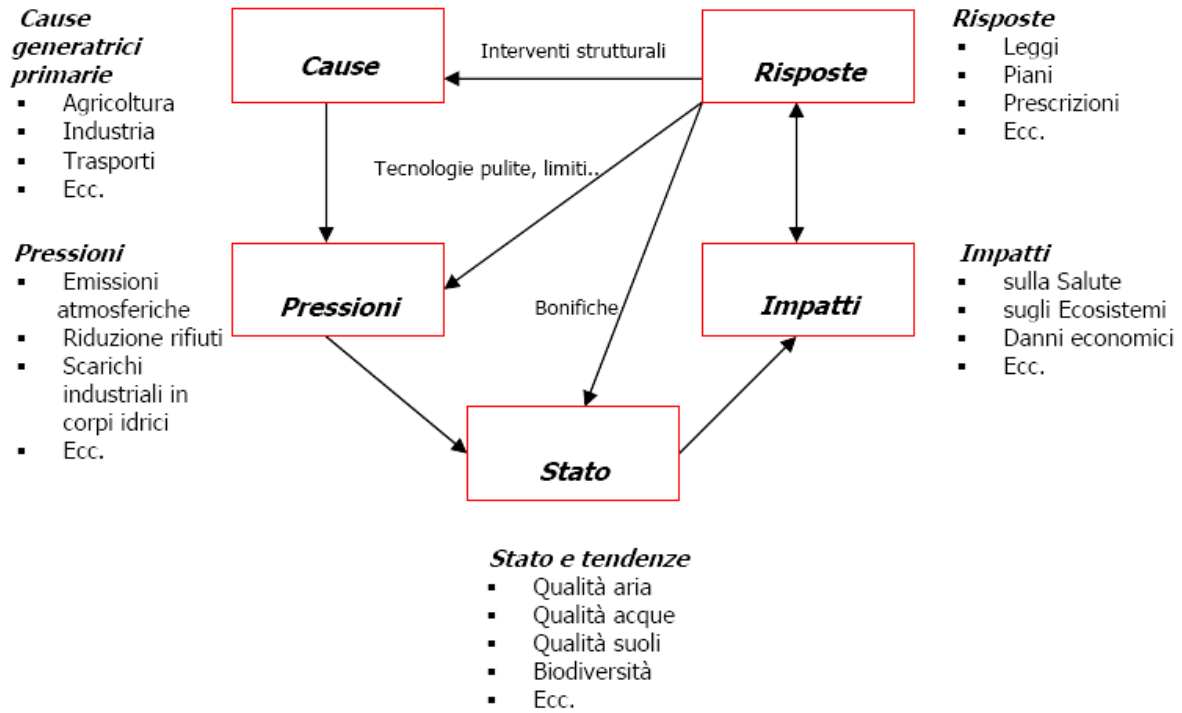 Cause
generatrici
primarie
▪ Agricoltura
▪ Industria
▪ Trasporti
▪ Ecc.
Cause
Interventi strutturali
Risposte
Risposte
▪ Leggi
▪ Piani
▪ Prescrizioni
▪ Ecc.
Tecnologie pulite, limiti..
Pressioni
▪ Emissioni
atmosferiche
▪ Riduzione rifiuti
▪ Scarichi
industriali in
corpi idrici
▪ Ecc.
Pressioni
Bonifiche
Impatti
Impatti
▪ sulla Salute
▪ sugli Ecosistemi
▪ Danni economici
▪ Ecc.
Stato
Stato e tendenze
▪ Qualità aria
▪ Qualità acque
▪ Qualità suoli
▪ Biodiversità
▪ Ecc.